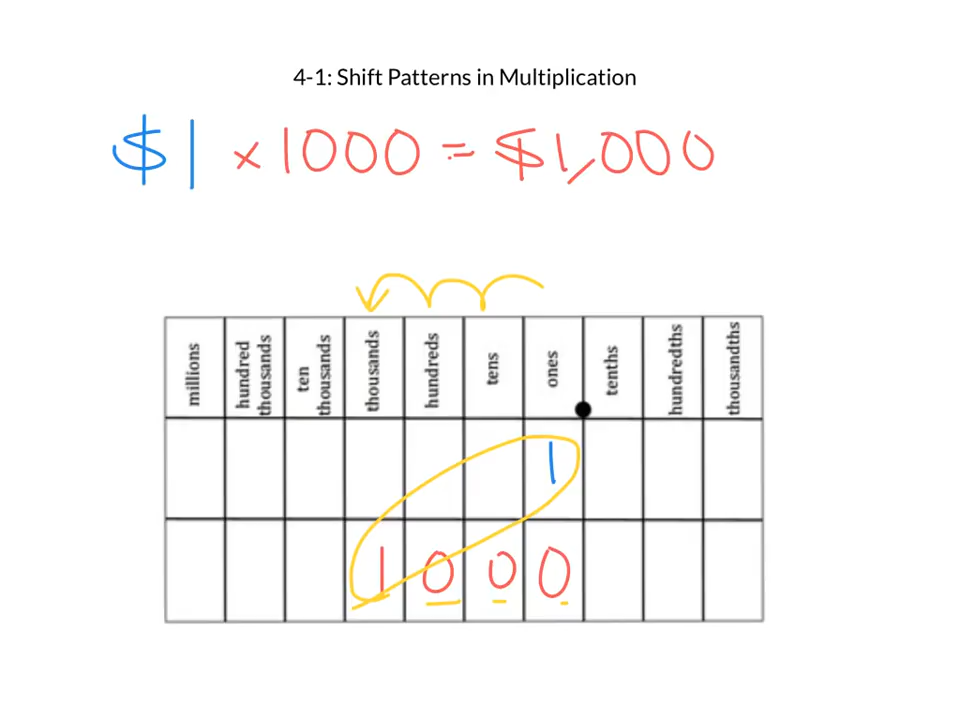 4-1: Shift Patterns in Multiplication
$1 × 1000 = $1,000
millions hundred thousands ten thousands thousands hundreds tens ones tenths hundredths thousandths
1
1 0 0 0